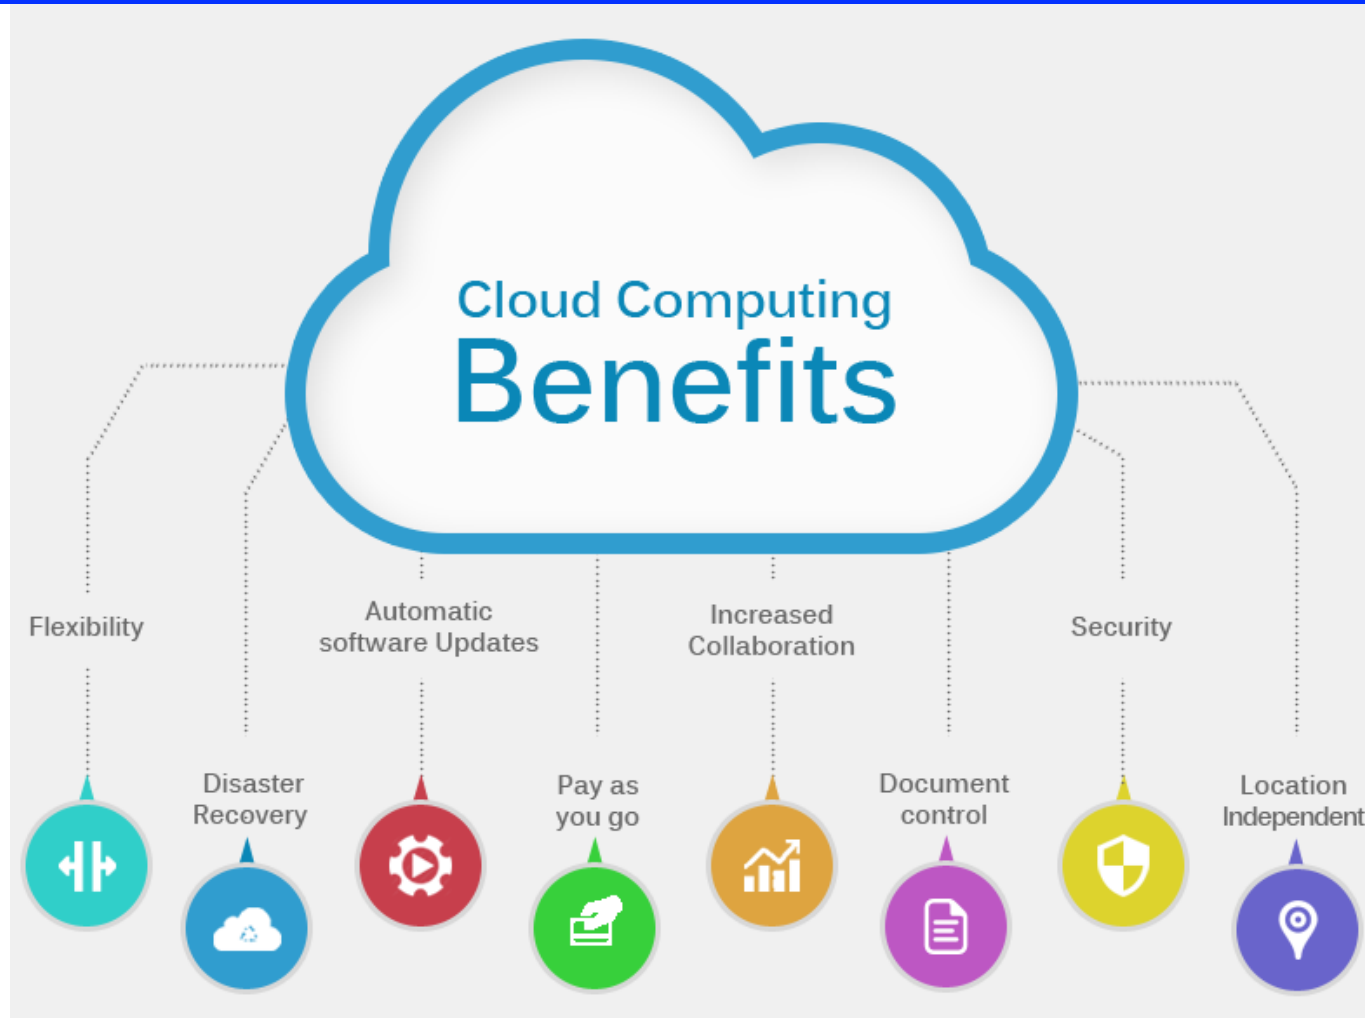 Cloud Computing
Benefits
Flexibility
Disaster
Recovery
Automatic
software Updates
Pay as
you go
Increased
Collaboration
Document
control
Security
Location
Independent